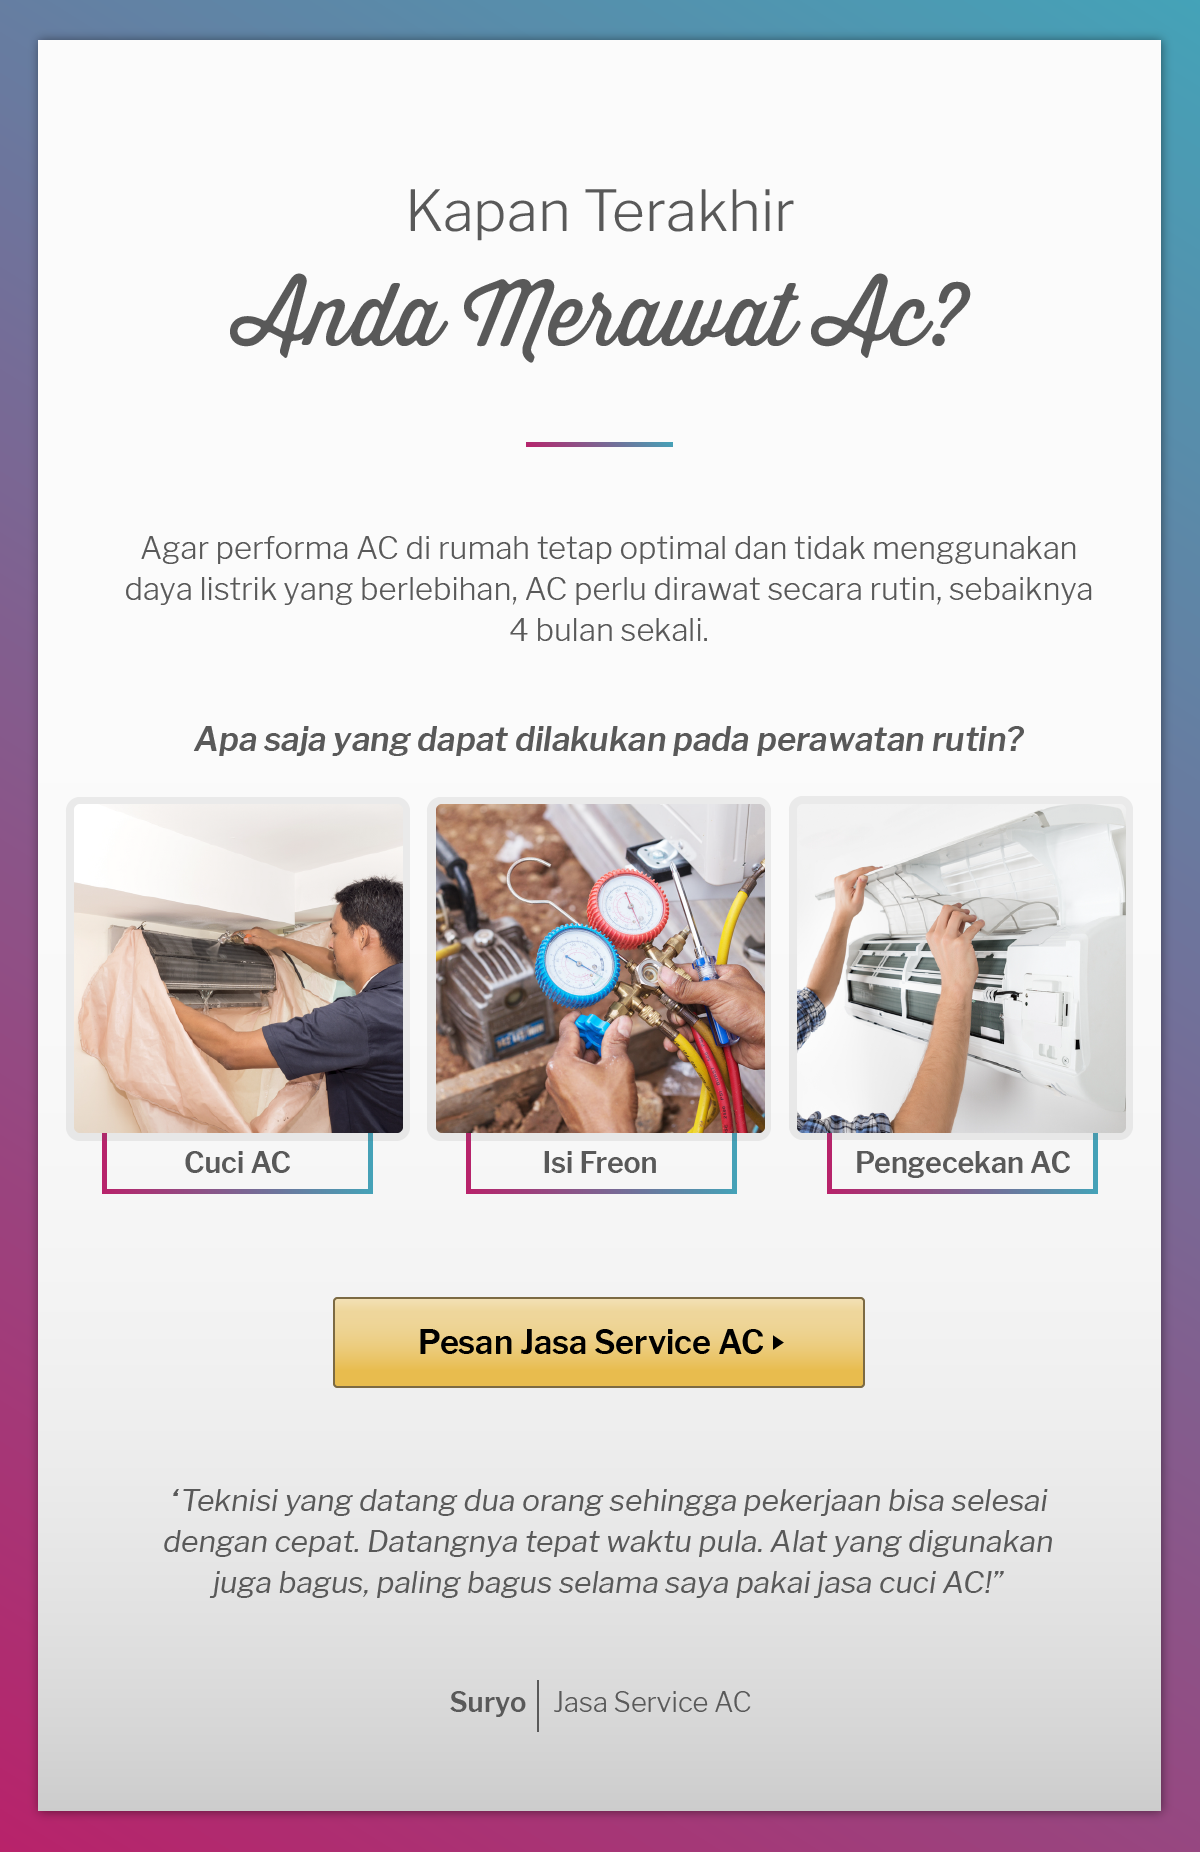 Kapan Terakhir
Anda Merawat Ac?
Agar performa AC di rumah tetap optimal dan tidak menggunakan
daya listrik yang berlebihan, AC perlu dirawat secara rutin, sebaiknya
4 bulan sekali.
Apa saja yang dapat dilakukan pada perawatan rutin?
Cuci AC
Isi Freon
Pengecekan AC
Pesan Jasa Service AC
‘Teknisi yang datang dua orang sehingga pekerjaan bisa selesai
dengan cepat. Datangnya tepat waktu pula. Alat yang digunakan
juga bagus, paling bagus selama saya pakai jasa cuci AC!”
Suryo | Jasa Service AC